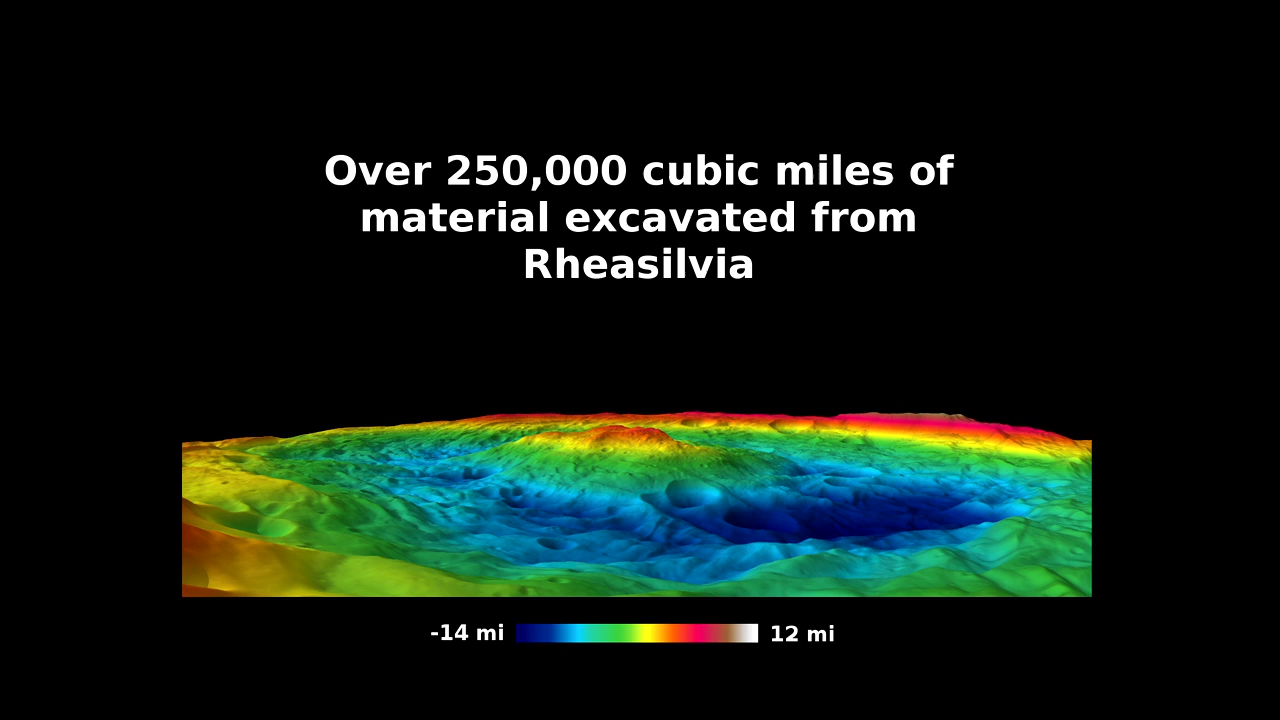 Over 250,000 cubic miles of
material excavated from
Rheasilvia
-14 mi 12 mi